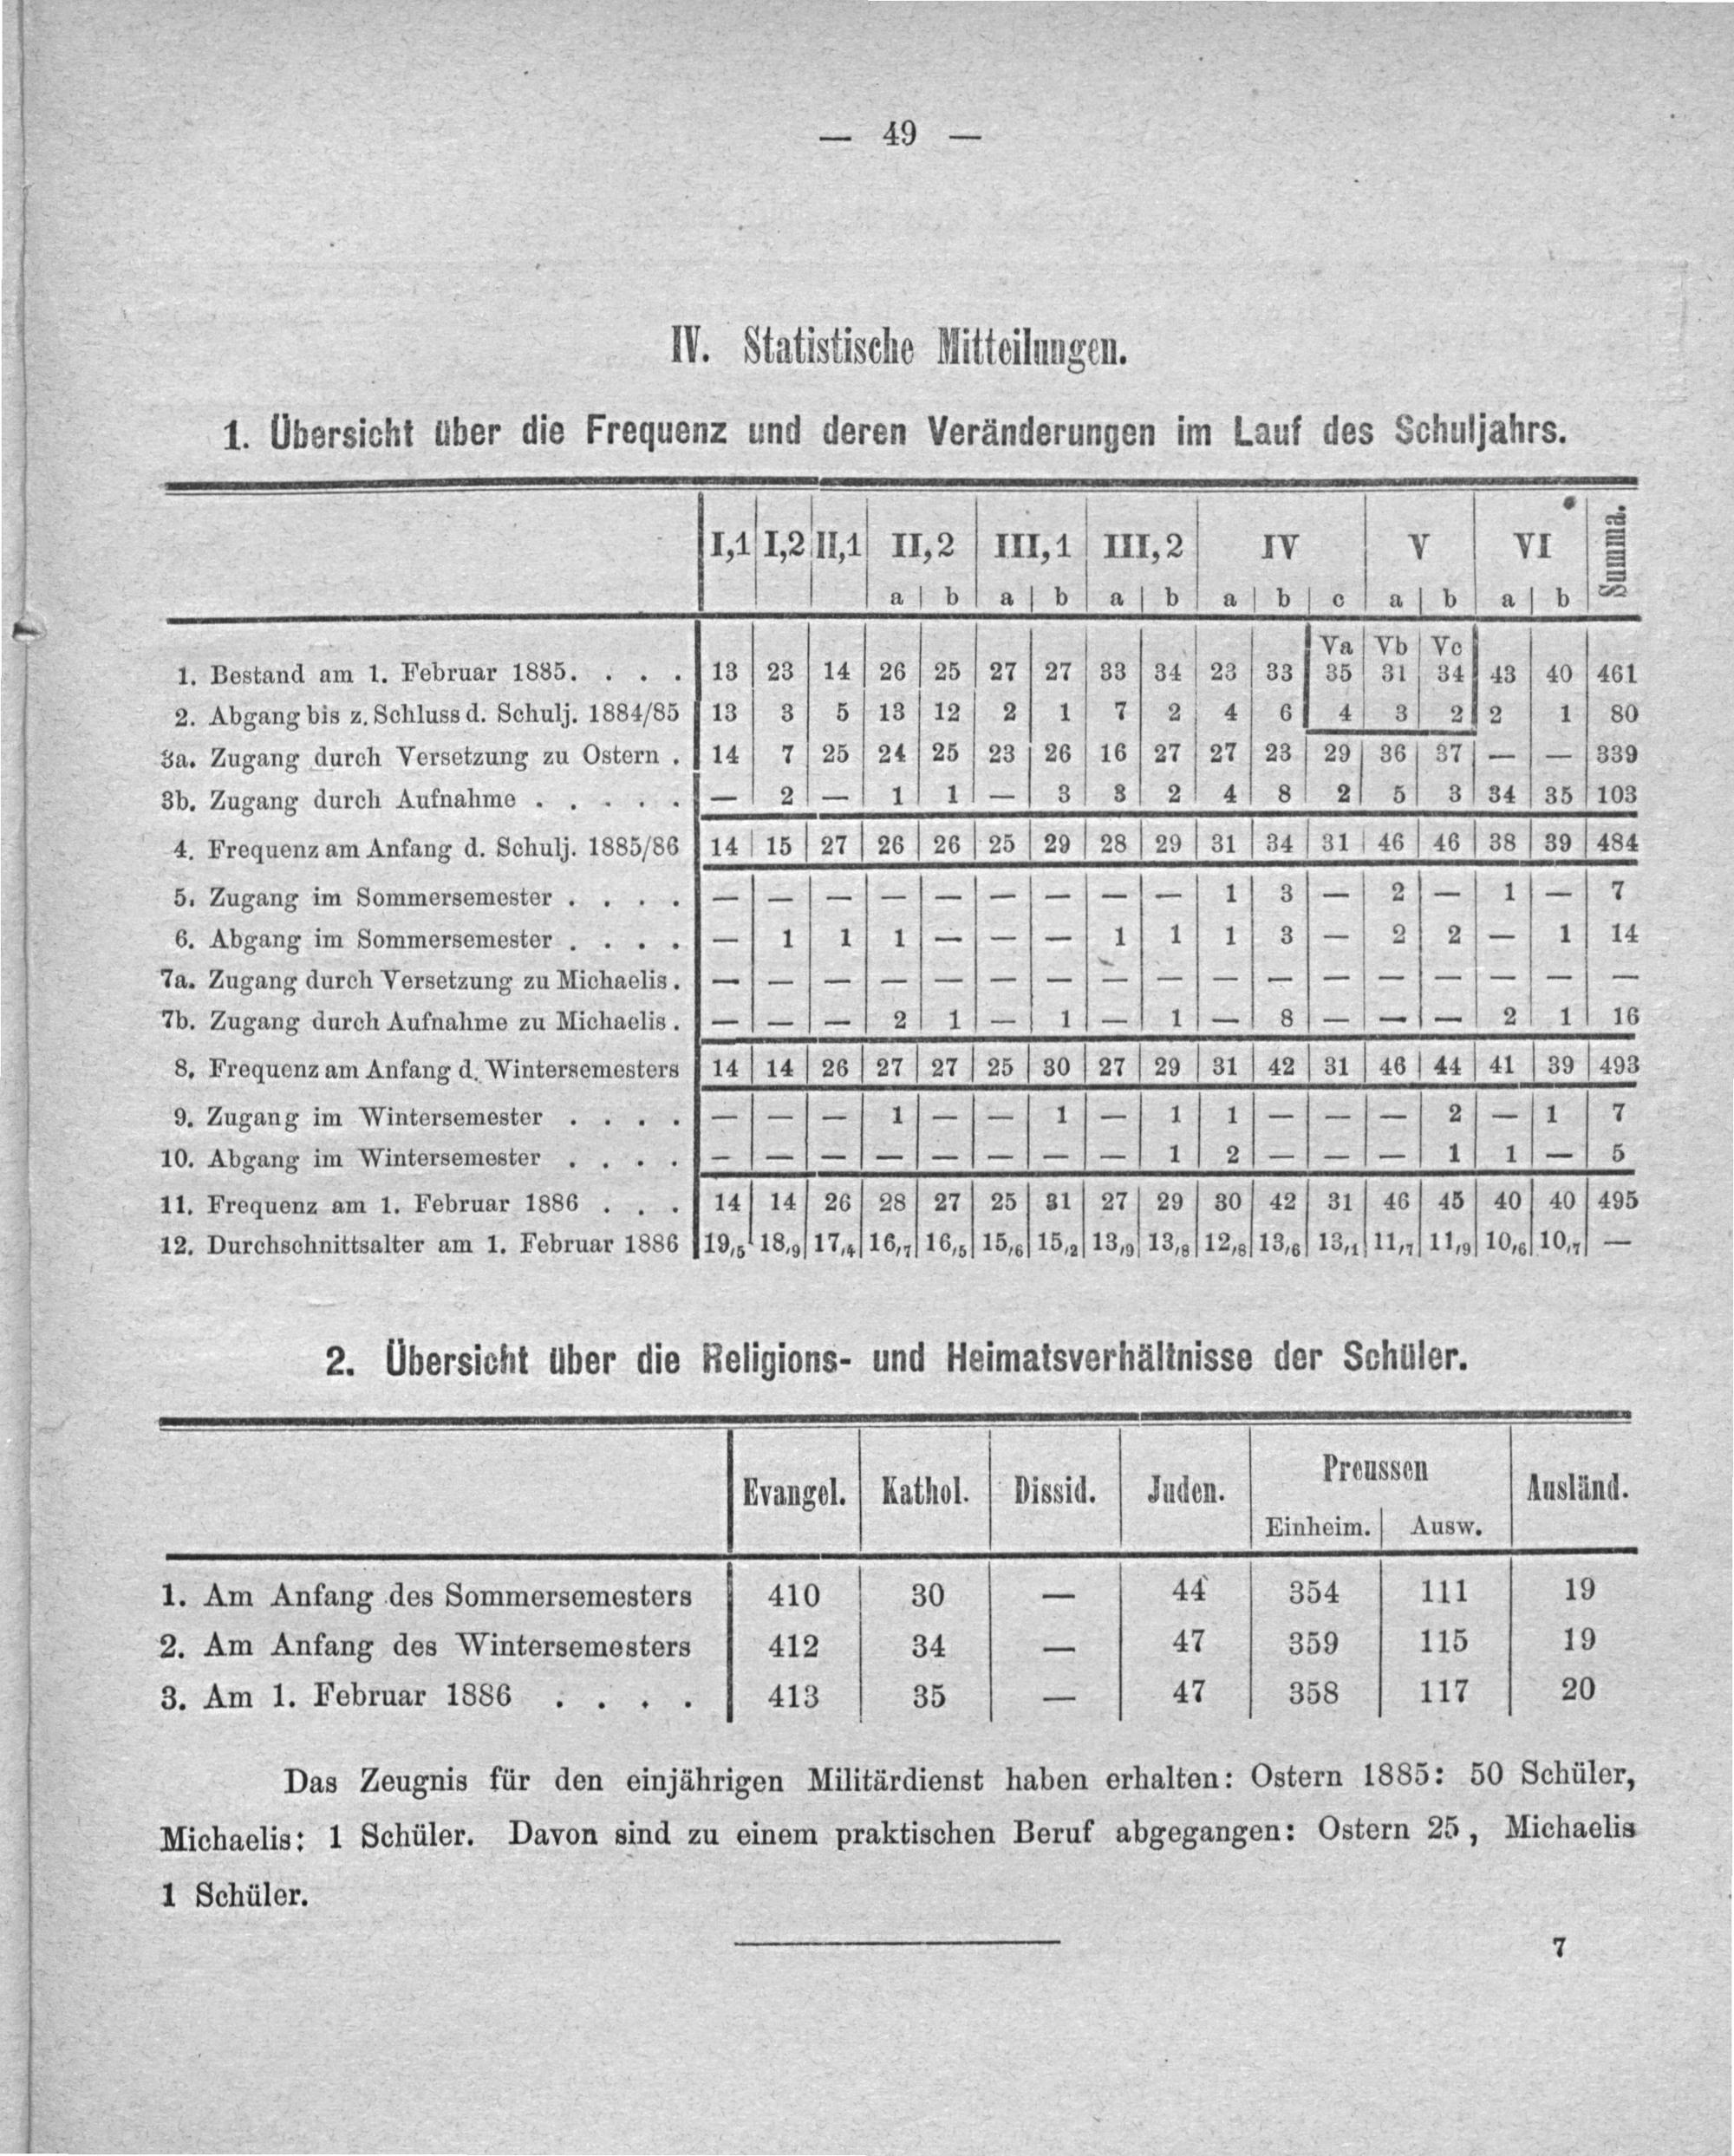 — 49 —
IV. Statistische Mitteilungen.
1. Übersicht über die Frequenz und deren Veränderungen im Lauf des Schuljahrs.
I,1 I,2 II,1 II,2 III,1 III,2 IV V VI Summa.
a b a b a b a b c a b a b
Va Vb Vc
1. Bestand am 1. Februar 1885. . . . 13 23 14 26 25 27 27 33 34 23 33 35 31 34 43 40 461
2. Abgang bis z. Schluss d. Schulj. 1884/85 13 3 5 13 12 2 1 7 2 4 6 4 3 2 2 1 80
3a. Zugang durch Versetzung zu Ostern . 14 7 25 24 25 23 26 16 27 27 23 29 36 37 — — 339
3b. Zugang durch Aufnahme . . . . . — 2 — 1 1 — 3 3 2 4 8 2 5 3 34 35 103
4. Frequenz am Anfang d. Schulj. 1885/86 14 15 27 26 26 25 29 28 29 31 34 31 46 46 38 39 484
5. Zugang im Sommersemester . . . . — — — — — — — — — 1 3 — 2 — 1 — 7
6. Abgang im Sommersemester . . . . — 1 1 1 — — — 1 1 1 3 — 2 2 — 1 14
7a. Zugang durch Versetzung zu Michaelis . — — — — — — — — — — — — — — — — —
7b. Zugang durch Aufnahme zu Michaelis . — — — 2 1 — 1 — 1 — 8 — — — 2 1 16
8. Frequenz am Anfang d. Wintersemesters 14 14 26 27 27 25 30 27 29 31 42 31 46 44 41 39 493
9. Zugang im Wintersemester . . . . — — — 1 — — 1 — 1 1 — — — 2 — 1 7
10. Abgang im Wintersemester . . . . — — — — — — — — 1 2 — — — 1 1 — 5
11. Frequenz am 1. Februar 1886 . . . 14 14 26 28 27 25 31 27 29 30 42 31 46 45 40 40 495
12. Durchschnittsalter am 1. Februar 1886 19,5 18,9 17,4 16,7 16,5 15,6 15,2 13,9 13,8 12,8 13,6 13,1 11,7 11,9 10,6 10,7 —
2. Übersicht über die Religions- und Heimatsverhältnisse der Schüler.
Evangel. Kathol. Dissid. Juden. Preussen Ausländ.
Einheim. Ausw.
1. Am Anfang des Sommersemesters 410 30 — 44 354 111 19
2. Am Anfang des Wintersemesters 412 34 — 47 359 115 19
3. Am 1. Februar 1886 . . . . 413 35 — 47 358 117 20
Das Zeugnis für den einjährigen Militärdienst haben erhalten: Ostern 1885: 50 Schüler,
Michaelis: 1 Schüler. Davon sind zu einem praktischen Beruf abgegangen: Ostern 25, Michaelis
1 Schüler.
7